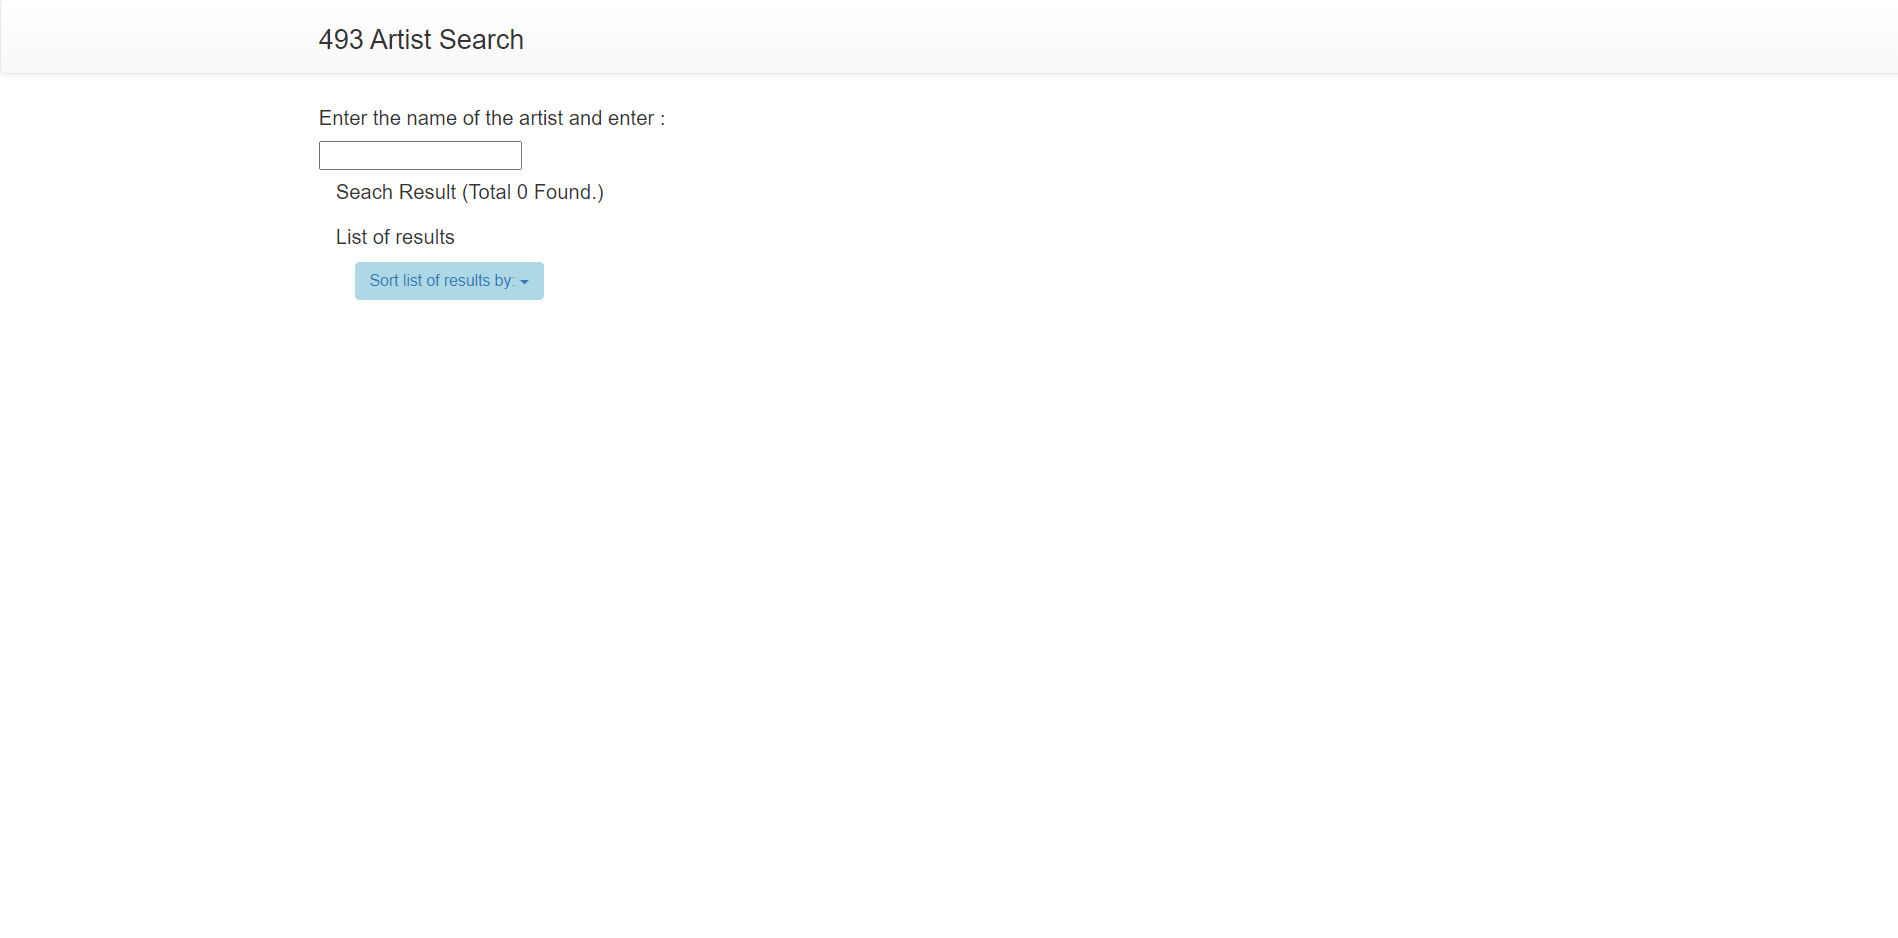 493 Artist Search
Enter the name of the artist and enter :
Seach Result (Total 0 Found.)
List of results
Sort list of results by: